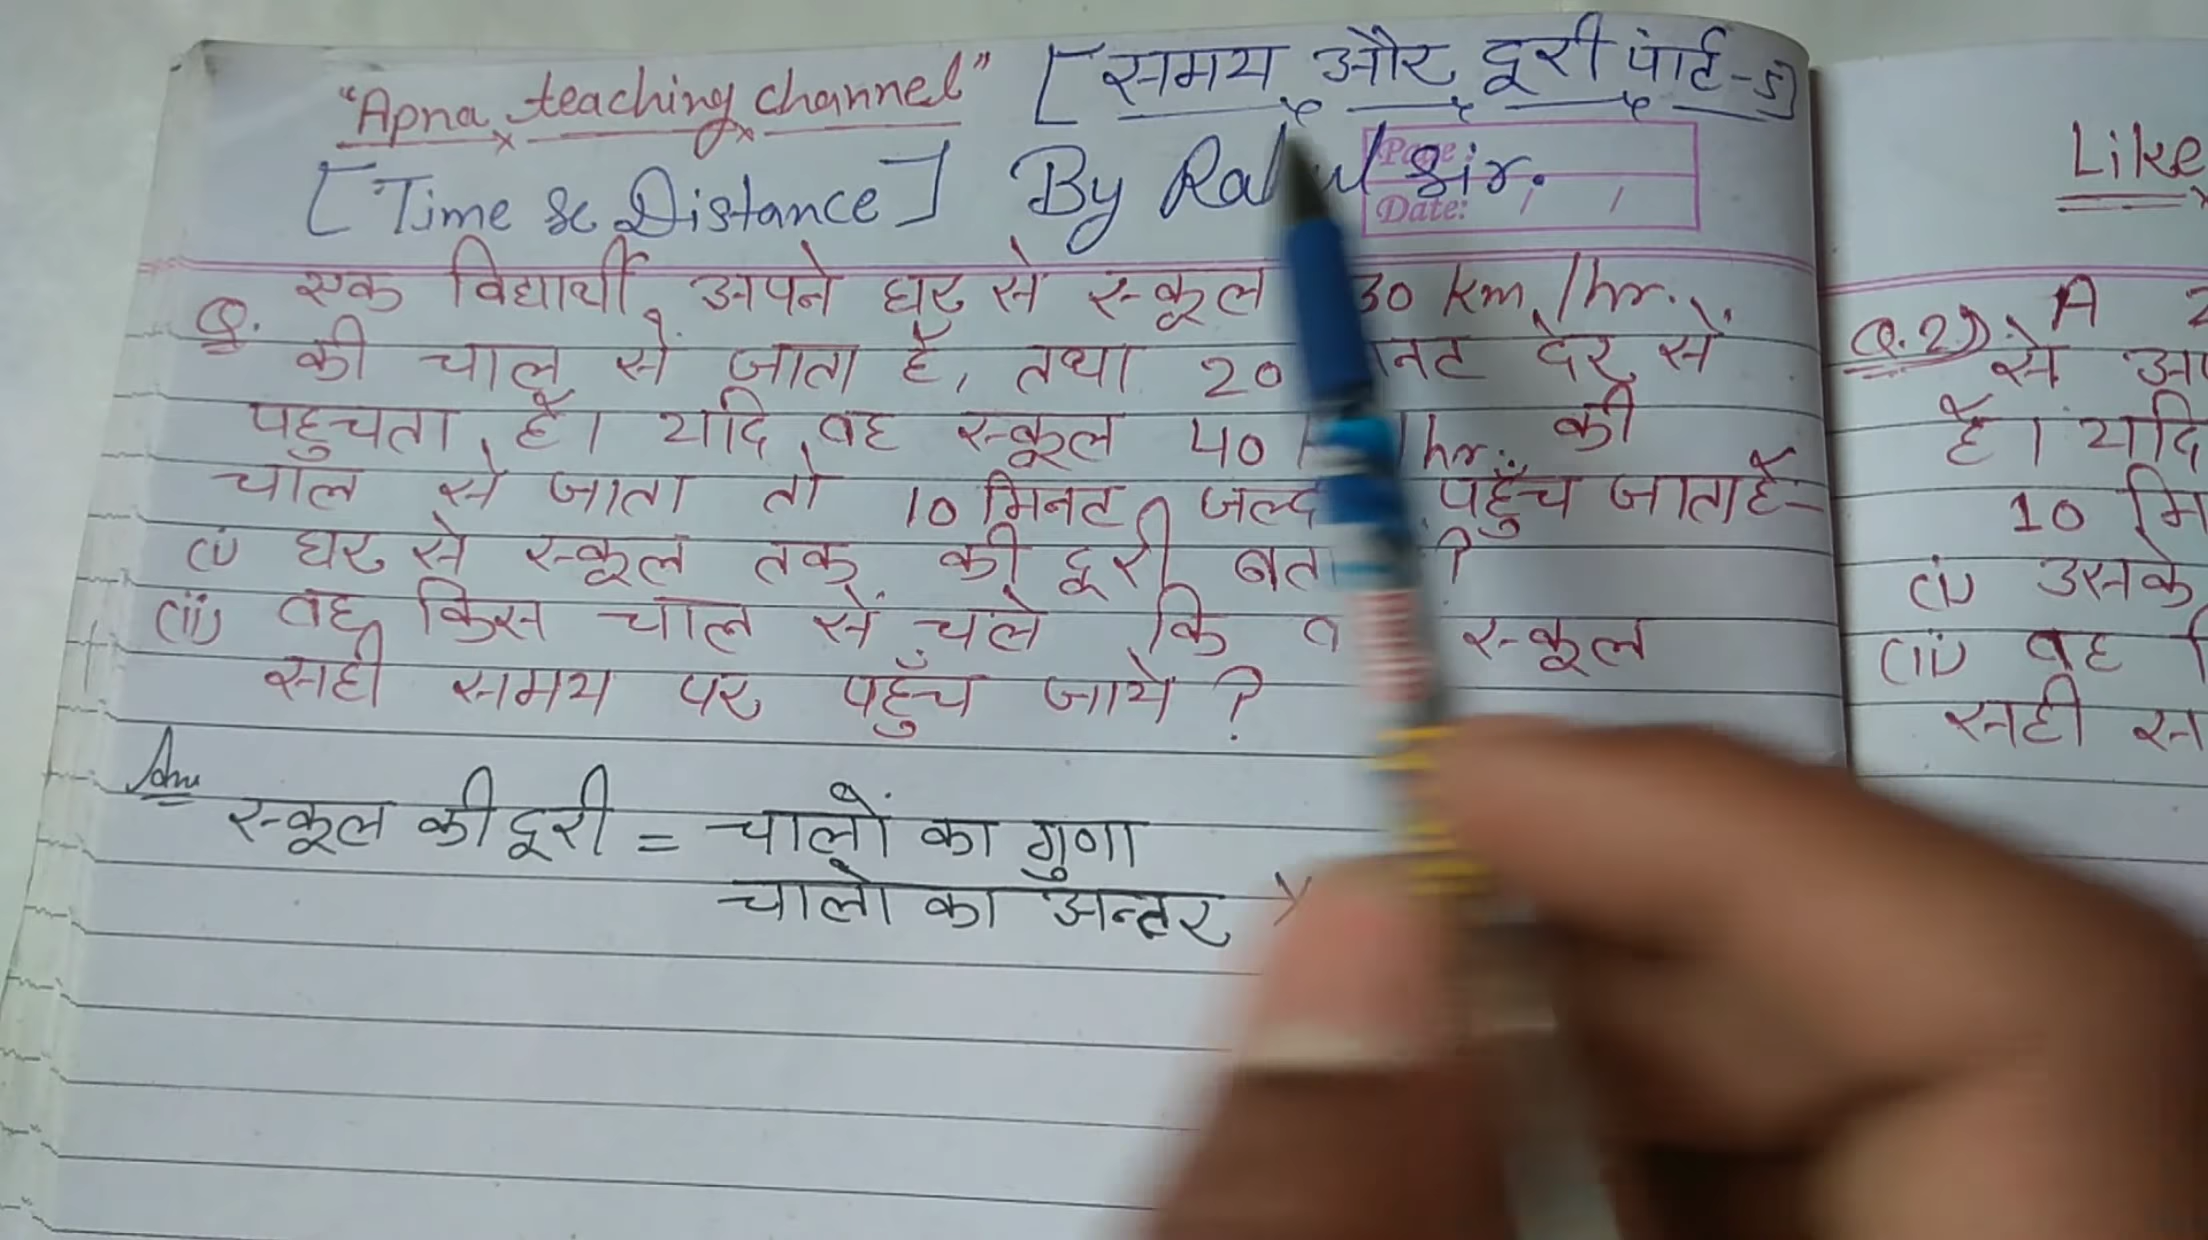 "Apna teaching channel" [समय और दूरी पार्ट-5]
[Time & Distance] By Rahul Sir.
Page:
Date: / /
Q. एक विद्यार्थी अपने घर से स्कूल 30 km/hr.
की चाल से जाता है, तथा 20 देर से
पहुचता है। यदि वह स्कूल 40 /hr. की
चाल से जाता तो 10 मिनट पहुँच जाता है-
(i) घर से स्कूल तक की दूरी ?
(ii) वह किस चाल से चले कि स्कूल
सही समय पर पहुँच जाये ?
Ans
स्कूल की दूरी = चालों का गुणा
चालो का अन्तर ×
Like
Q.2). A
से
है। यदि
10
(i) उसके
(ii) वह
सही